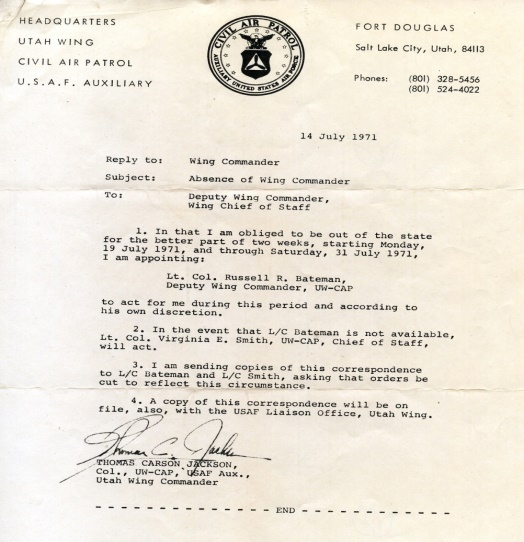 HEADQUARTERS
UTAH WING
CIVIL AIR PATROL
U.S.A.F. AUXILIARY
CIVIL AIR PATROL
AUXILIARY UNITED STATES AIR FORCE
FORT DOUGLAS
Salt Lake City, Utah, 84113
Phones: (801) 328-5456
(801) 524-4022
14 July 1971
Reply to: Wing Commander
Subject: Absence of Wing Commander
To: Deputy Wing Commander,
Wing Chief of Staff
1. In that I am obliged to be out of the state
for the better part of two weeks, starting Monday,
19 July 1971, and through Saturday, 31 July 1971,
I am appointing:
Lt. Col. Russell R. Bateman,
Deputy Wing Commander, UW-CAP
to act for me during this period and according to
his own discretion.
2. In the event that L/C Bateman is not available,
Lt. Col. Virginia E. Smith, UW-CAP, Chief of Staff,
will act.
3. I am sending copies of this correspondence
to L/C Bateman and L/C Smith, asking that orders be
cut to reflect this circumstance.
4. A copy of this correspondence will be on
file, also, with the USAF Liaison Office, Utah Wing.
Thomas C. Jackson
THOMAS CARSON JACKSON,
Col., UW-CAP, USAF Aux.,
Utah Wing Commander
- - - - - - - - - - - - - - END - - - - - - - - - - - -